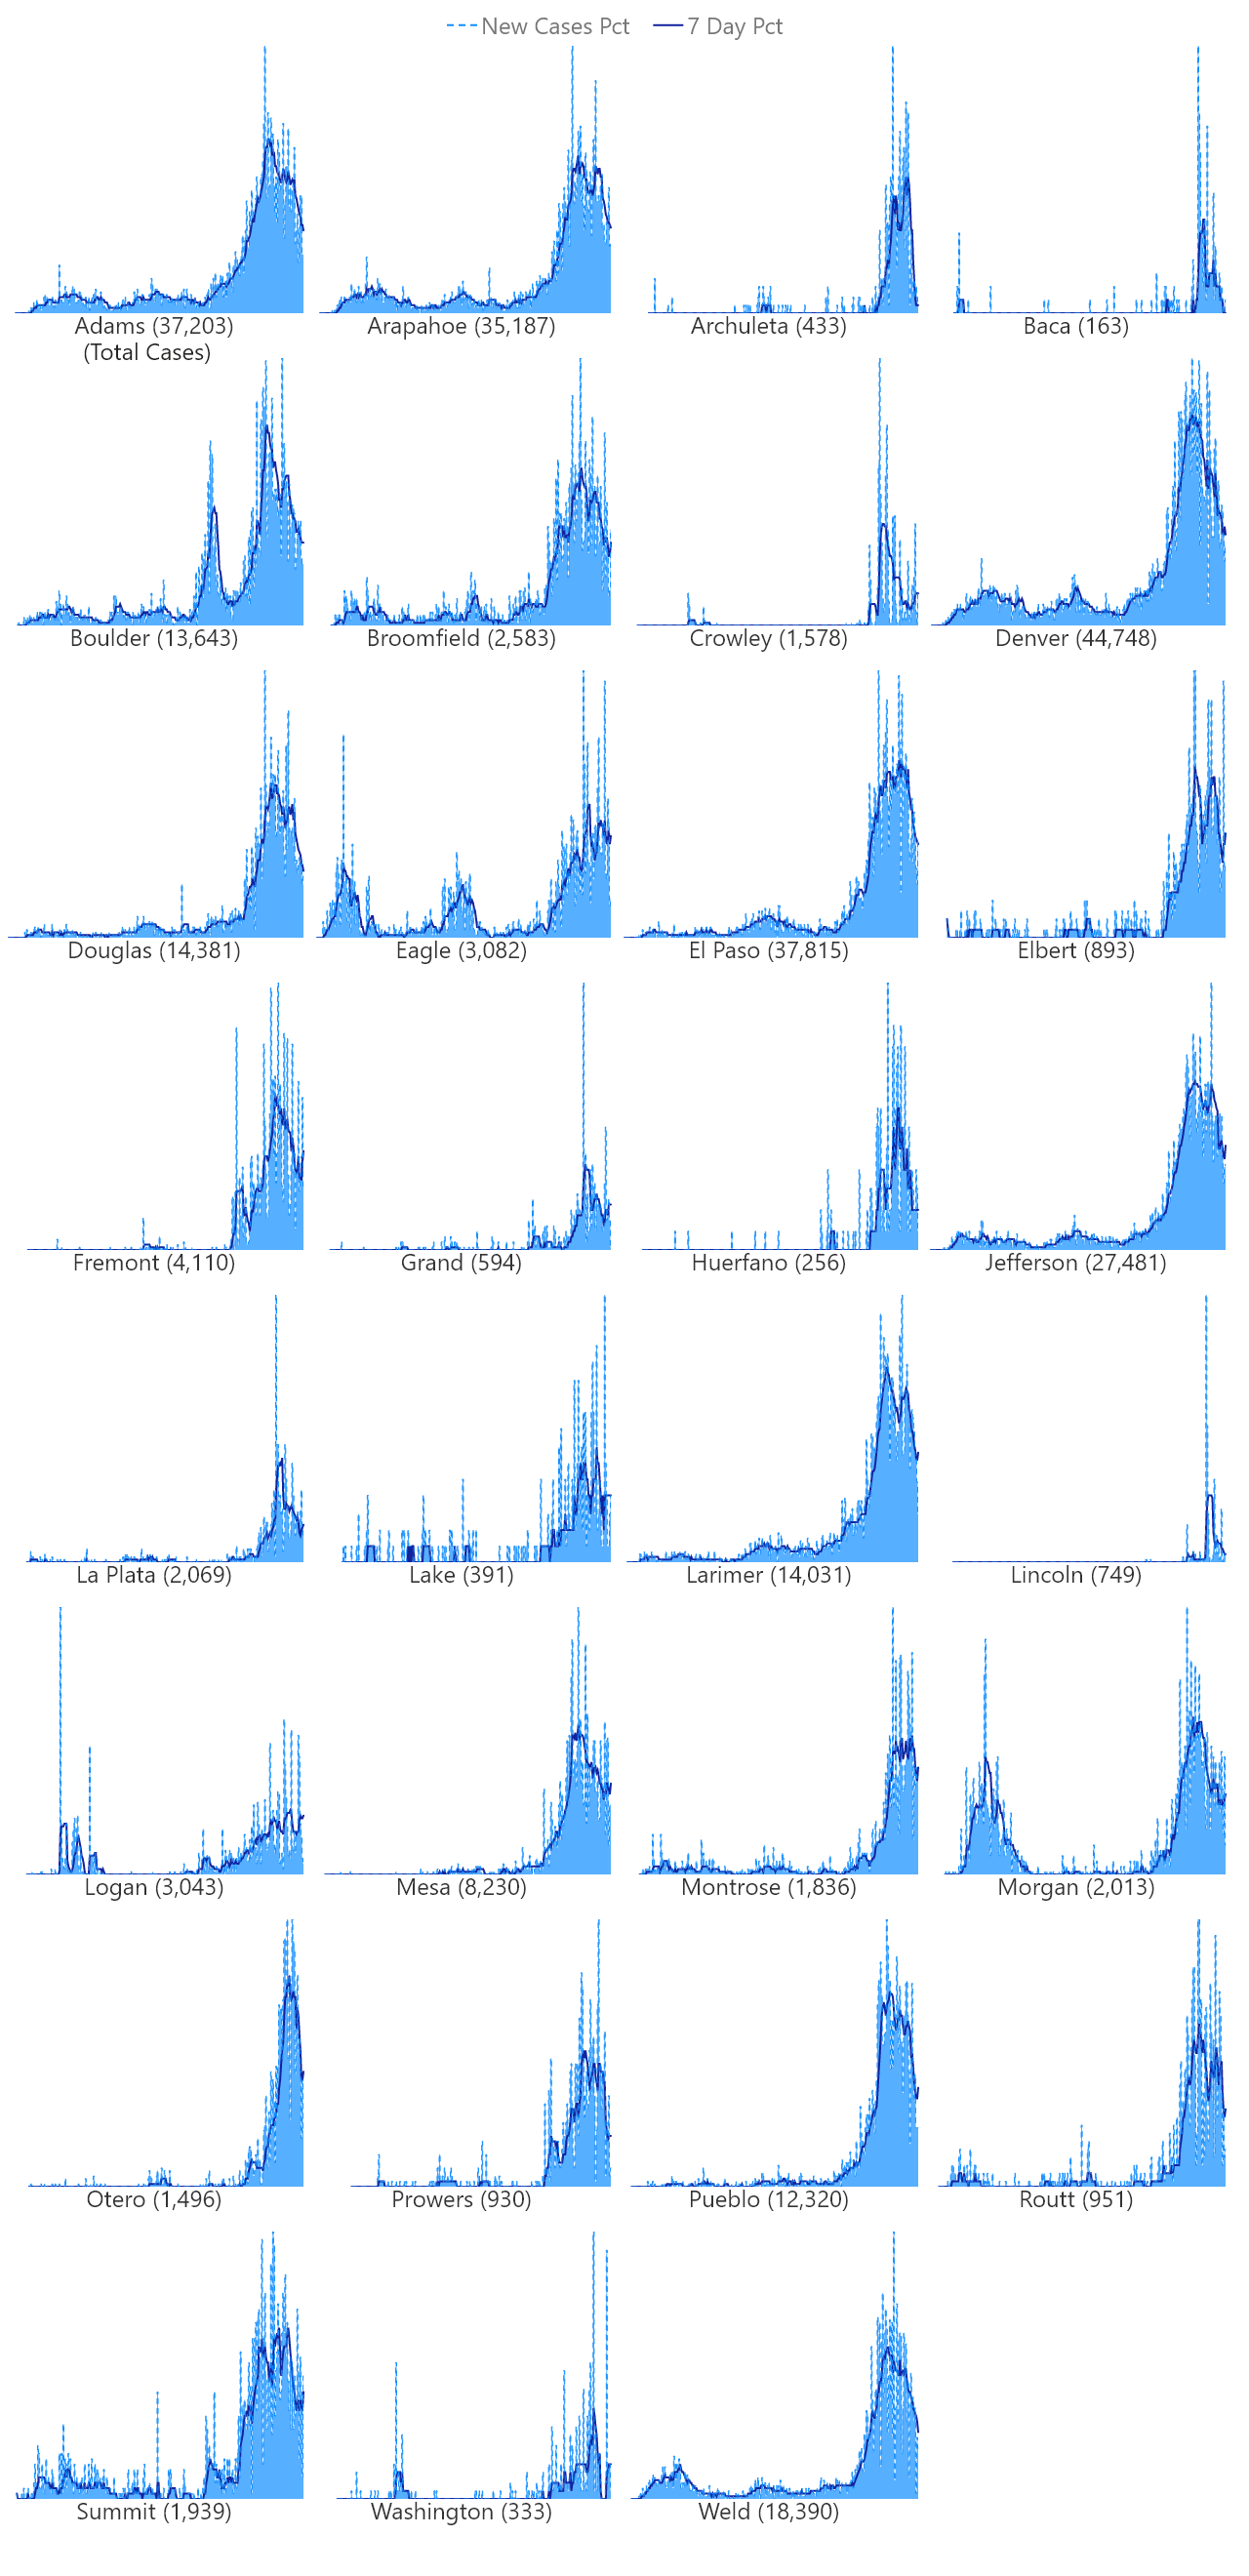 New Cases Pct 7 Day Pct
Adams (37,203) Arapahoe (35,187) Archuleta (433) Baca (163)
(Total Cases)
Boulder (13,643) Broomfield (2,583) Crowley (1,578) Denver (44,748)
Douglas (14,381) Eagle (3,082) El Paso (37,815) Elbert (893)
Fremont (4,110) Grand (594) Huerfano (256) Jefferson (27,481)
La Plata (2,069) Lake (391) Larimer (14,031) Lincoln (749)
Logan (3,043) Mesa (8,230) Montrose (1,836) Morgan (2,013)
Otero (1,496) Prowers (930) Pueblo (12,320) Routt (951)
Summit (1,939) Washington (333) Weld (18,390)